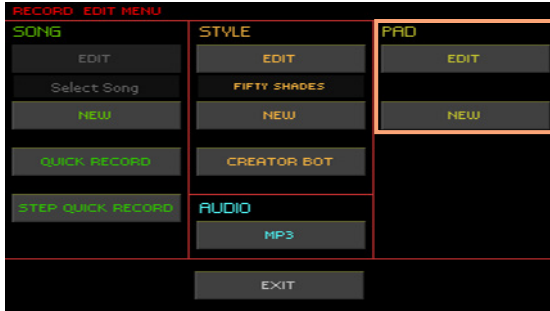 RECORD EDIT MENU
SONG
EDIT
Select Song
NEW
QUICK RECORD
STEP QUICK RECORD
STYLE
EDIT
FIFTY SHADES
NEW
CREATOR BOT
AUDIO
MP3
PAD
EDIT
NEW
EXIT